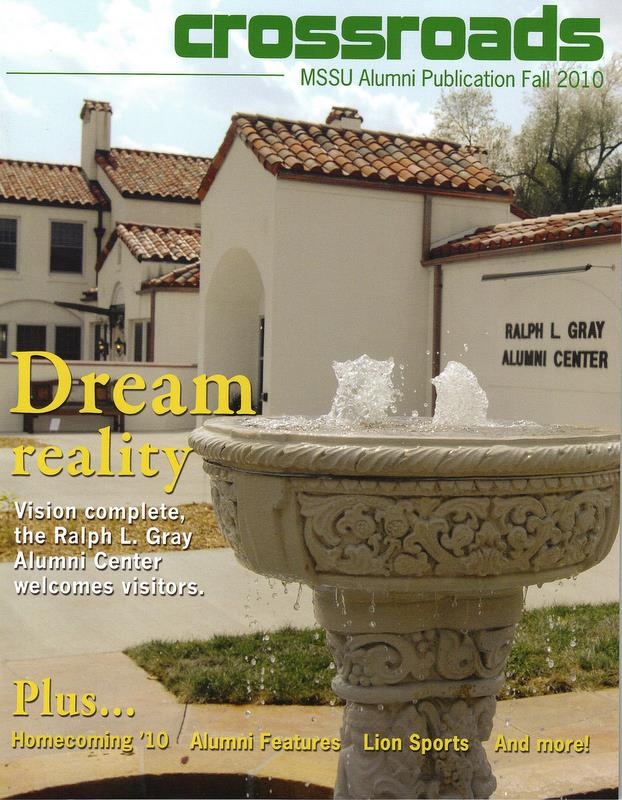 crossroads
MSSU Alumni Publication Fall 2010
RALPH L. GRAY
ALUMNI CENTER
Dream
reality
Vision complete,
the Ralph L. Gray
Alumni Center
welcomes visitors.
Plus...
Homecoming '10 Alumni Features Lion Sports And more!